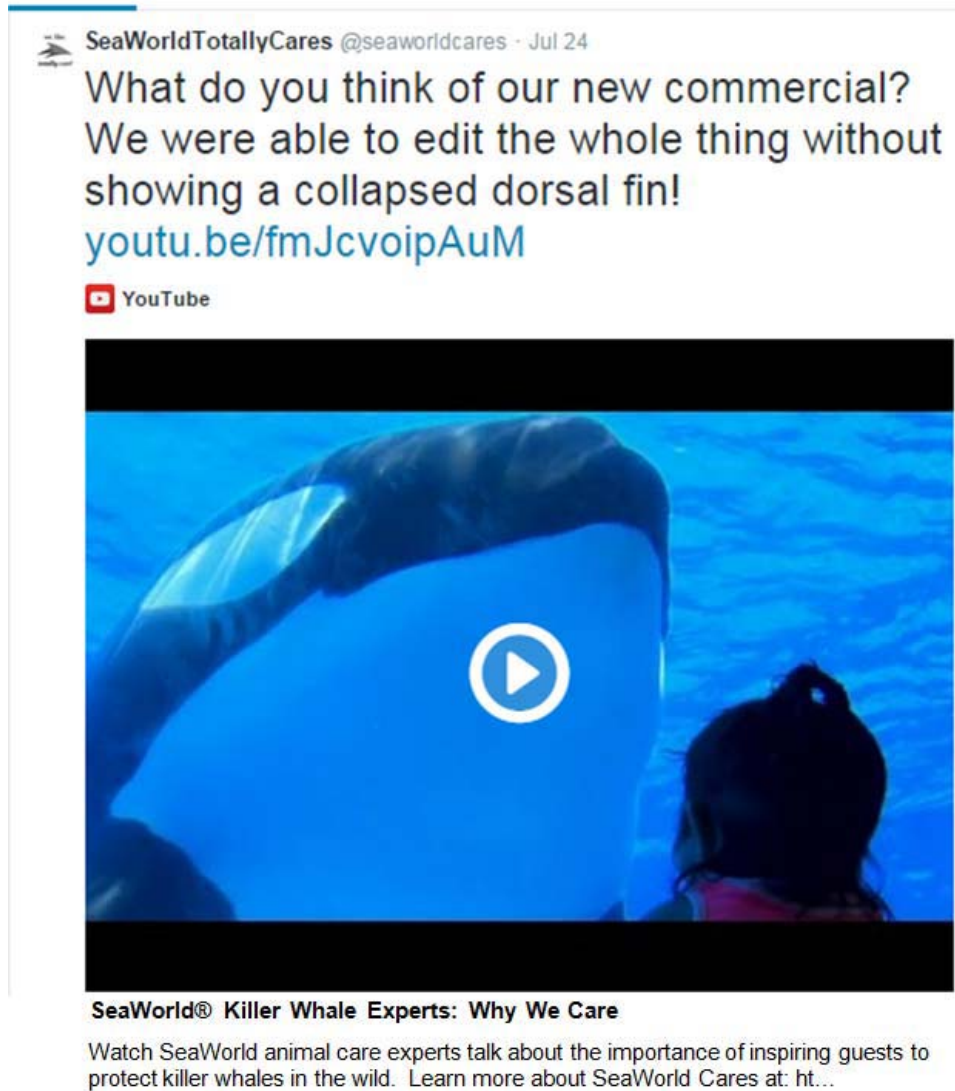 SeaWorldTotallyCares @seaworldcares · Jul 24
What do you think of our new commercial?
We were able to edit the whole thing without
showing a collapsed dorsal fin!
youtu.be/fmJcvoipAuM
YouTube
SeaWorld® Killer Whale Experts: Why We Care
Watch SeaWorld animal care experts talk about the importance of inspiring guests to
protect killer whales in the wild. Learn more about SeaWorld Cares at: ht...